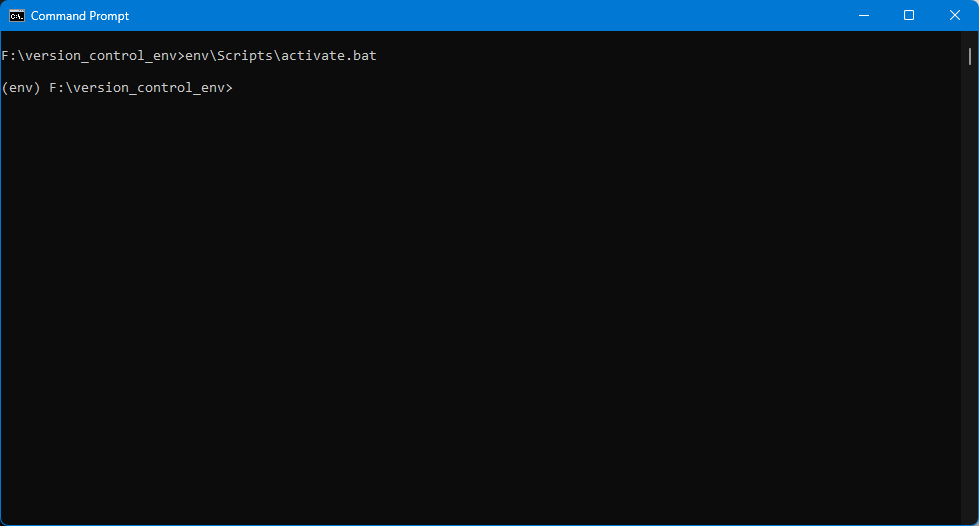 Command Prompt
F:\version_control_env>env\Scripts\activate.bat
(env) F:\version_control_env>